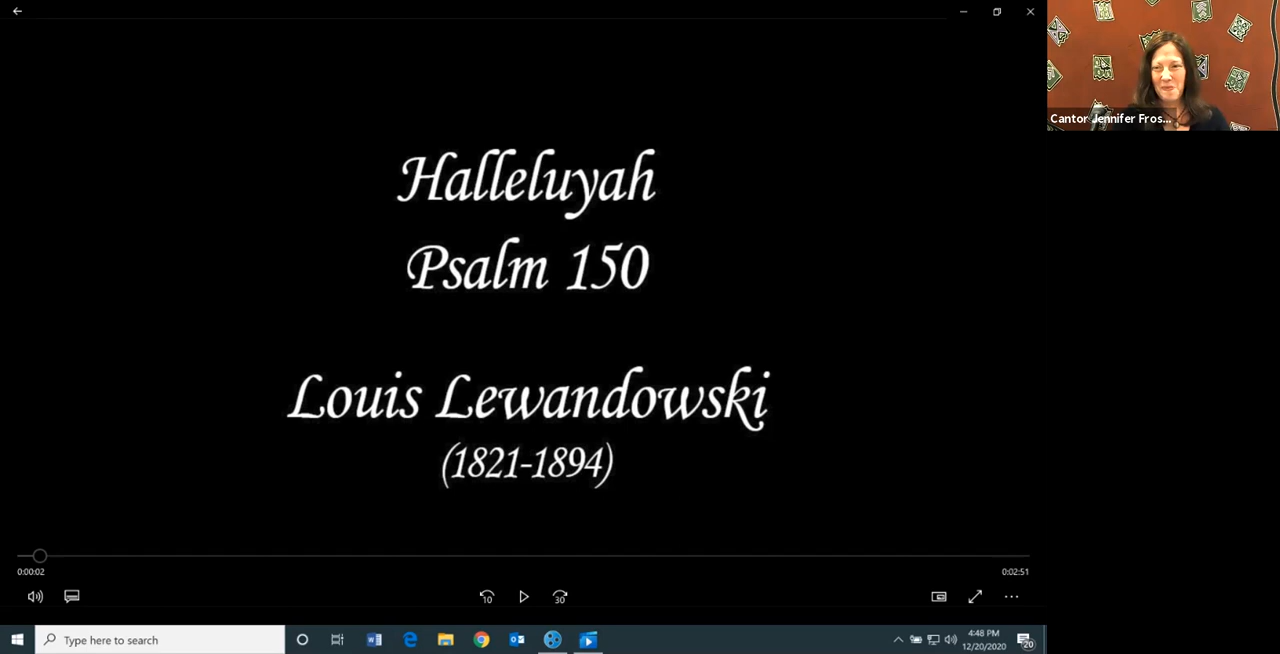 Halleluyah
Psalm 150
Louis Lewandowski
(1821-1894)
Cantor Jennifer Fros...
0:00:02
0:02:51
10
30
Type here to search
4:48 PM
12/20/2020
20